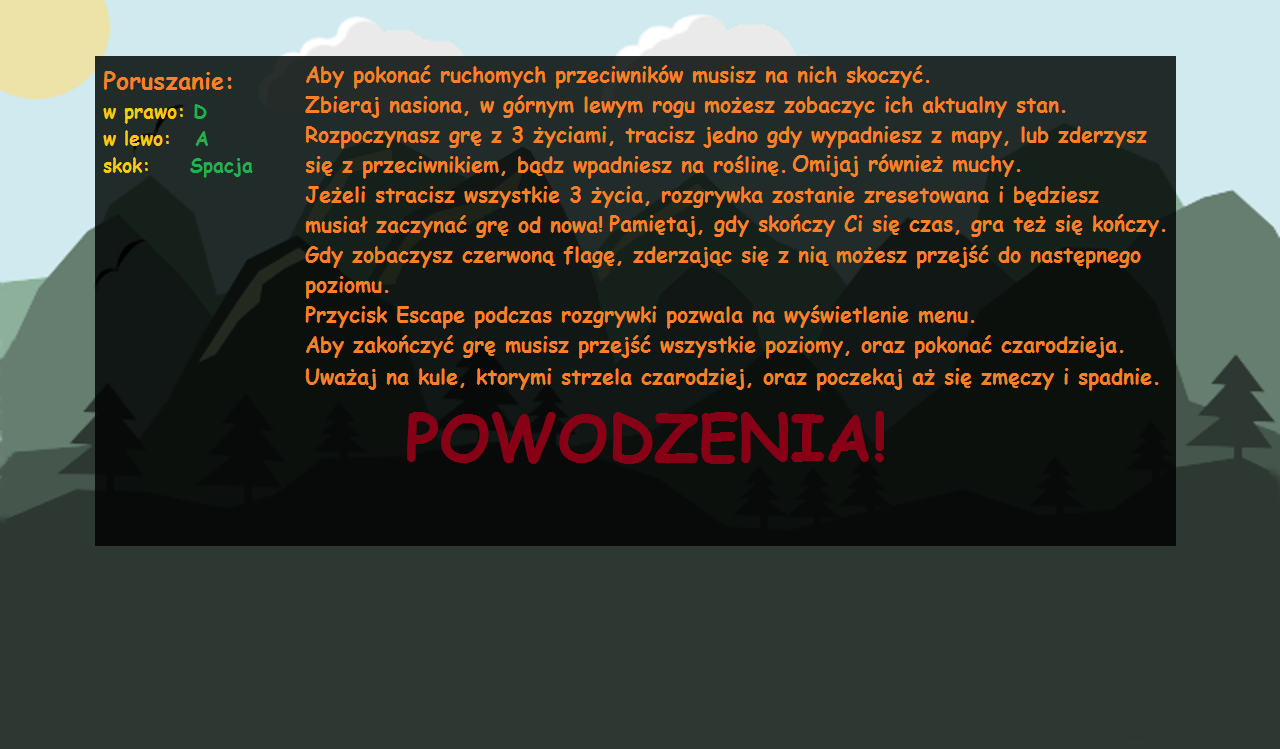 Poruszanie:
w prawo: D
w lewo: A
skok: Spacja
Aby pokonać ruchomych przeciwników musisz na nich skoczyć.
Zbieraj nasiona, w górnym lewym rogu możesz zobaczyc ich aktualny stan.
Rozpoczynasz grę z 3 życiami, tracisz jedno gdy wypadniesz z mapy, lub zderzysz
się z przeciwnikiem, bądz wpadniesz na roślinę. Omijaj również muchy.
Jeżeli stracisz wszystkie 3 życia, rozgrywka zostanie zresetowana i będziesz
musiał zaczynać grę od nowa! Pamiętaj, gdy skończy Ci się czas, gra też się kończy.
Gdy zobaczysz czerwoną flagę, zderzając się z nią możesz przejść do następnego
poziomu.
Przycisk Escape podczas rozgrywki pozwala na wyświetlenie menu.
Aby zakończyć grę musisz przejść wszystkie poziomy, oraz pokonać czarodzieja.
Uważaj na kule, ktorymi strzela czarodziej, oraz poczekaj aż się zmęczy i spadnie.
POWODZENIA!